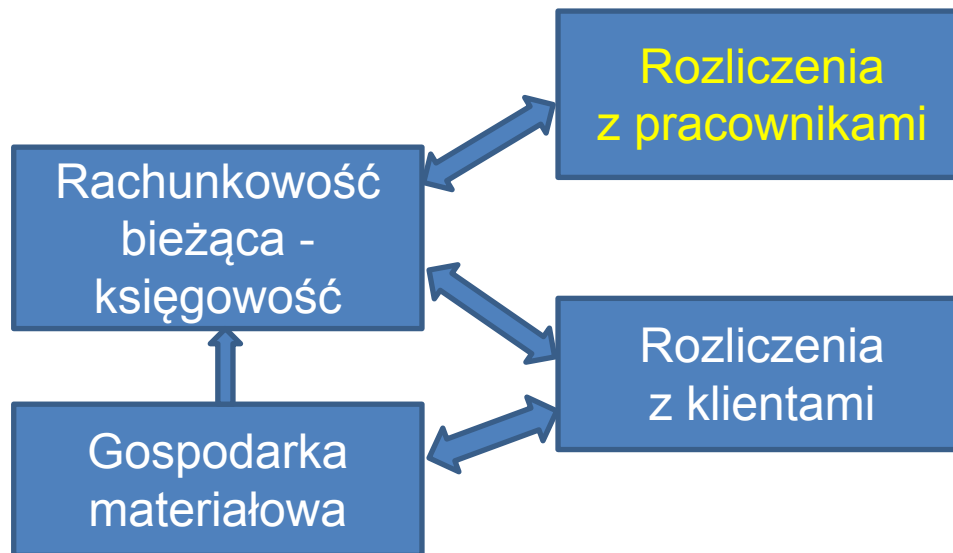 Rozliczenia
z pracownikami
Rachunkowość
bieżąca -
księgowość
Rozliczenia
z klientami
Gospodarka
materiałowa